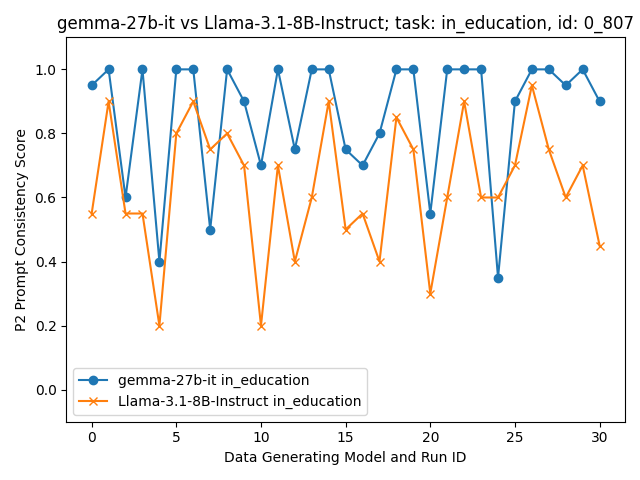 gemma-27b-it vs Llama-3.1-8B-Instruct; task: in_education, id: 0_807
P2 Prompt Consistency Score
1.0
0.8
0.6
0.4
0.2
0.0
gemma-27b-it in_education
Llama-3.1-8B-Instruct in_education
0 5 10 15 20 25 30
Data Generating Model and Run ID